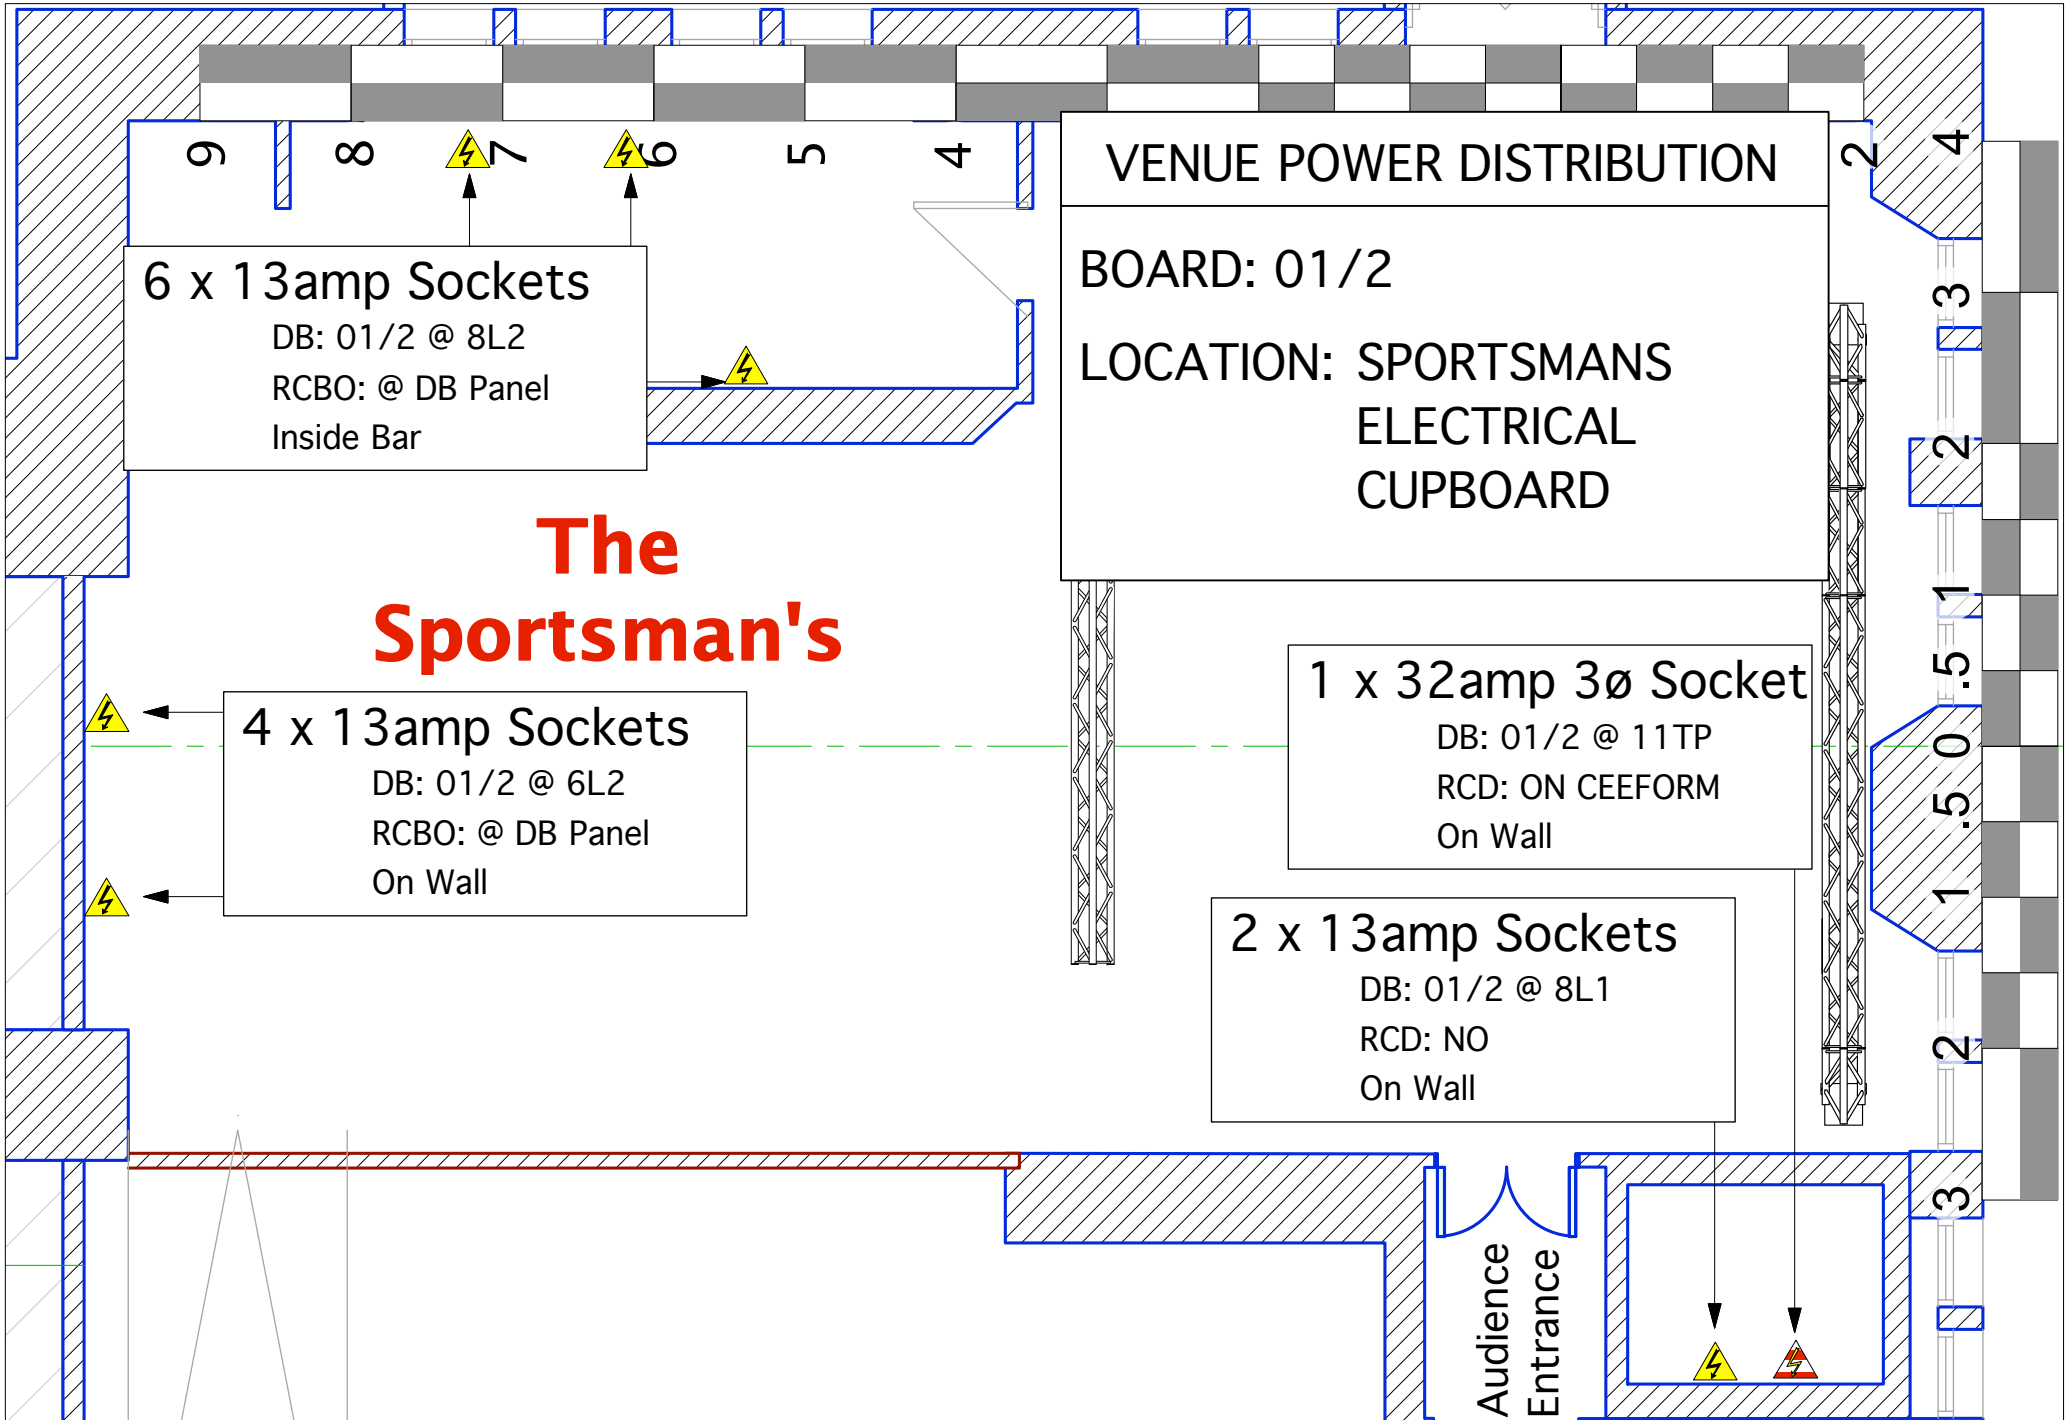 9
8
7
6
5
4
2
VENUE POWER DISTRIBUTION
BOARD: 01/2
LOCATION: SPORTSMANS
ELECTRICAL
CUPBOARD
6 x 13amp Sockets
DB: 01/2 @ 8L2
RCBO: @ DB Panel
Inside Bar
The
Sportsman's
4 x 13amp Sockets
DB: 01/2 @ 6L2
RCBO: @ DB Panel
On Wall
1 x 32amp 3ø Socket
DB: 01/2 @ 11TP
RCD: ON CEEFORM
On Wall
2 x 13amp Sockets
DB: 01/2 @ 8L1
RCD: NO
On Wall
Audience
Entrance
4
3
2
1
.5
0
.5
1
2
3